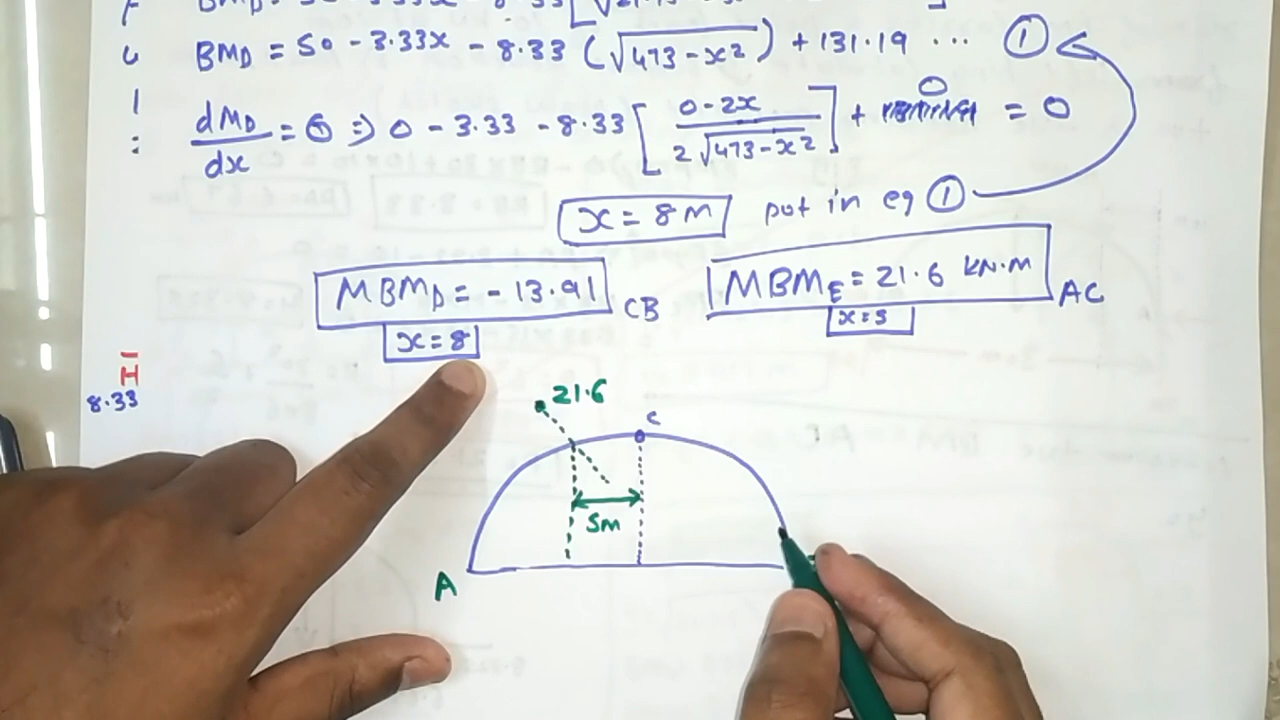 BMD = 50 - 3.33x - 8.33 (√473-x²) + 131.19 ... ①
dMD/dx = 0 ⇒ 0 - 3.33 - 8.33 [ 0-2x / 2√473-x² ] + 0 = 0
x = 8M put in eq ①
MBMD = -13.91 CB MBME = 21.6 KN·M AC
x = 8 x = 5
H
8.33
21.6
C
5m
A